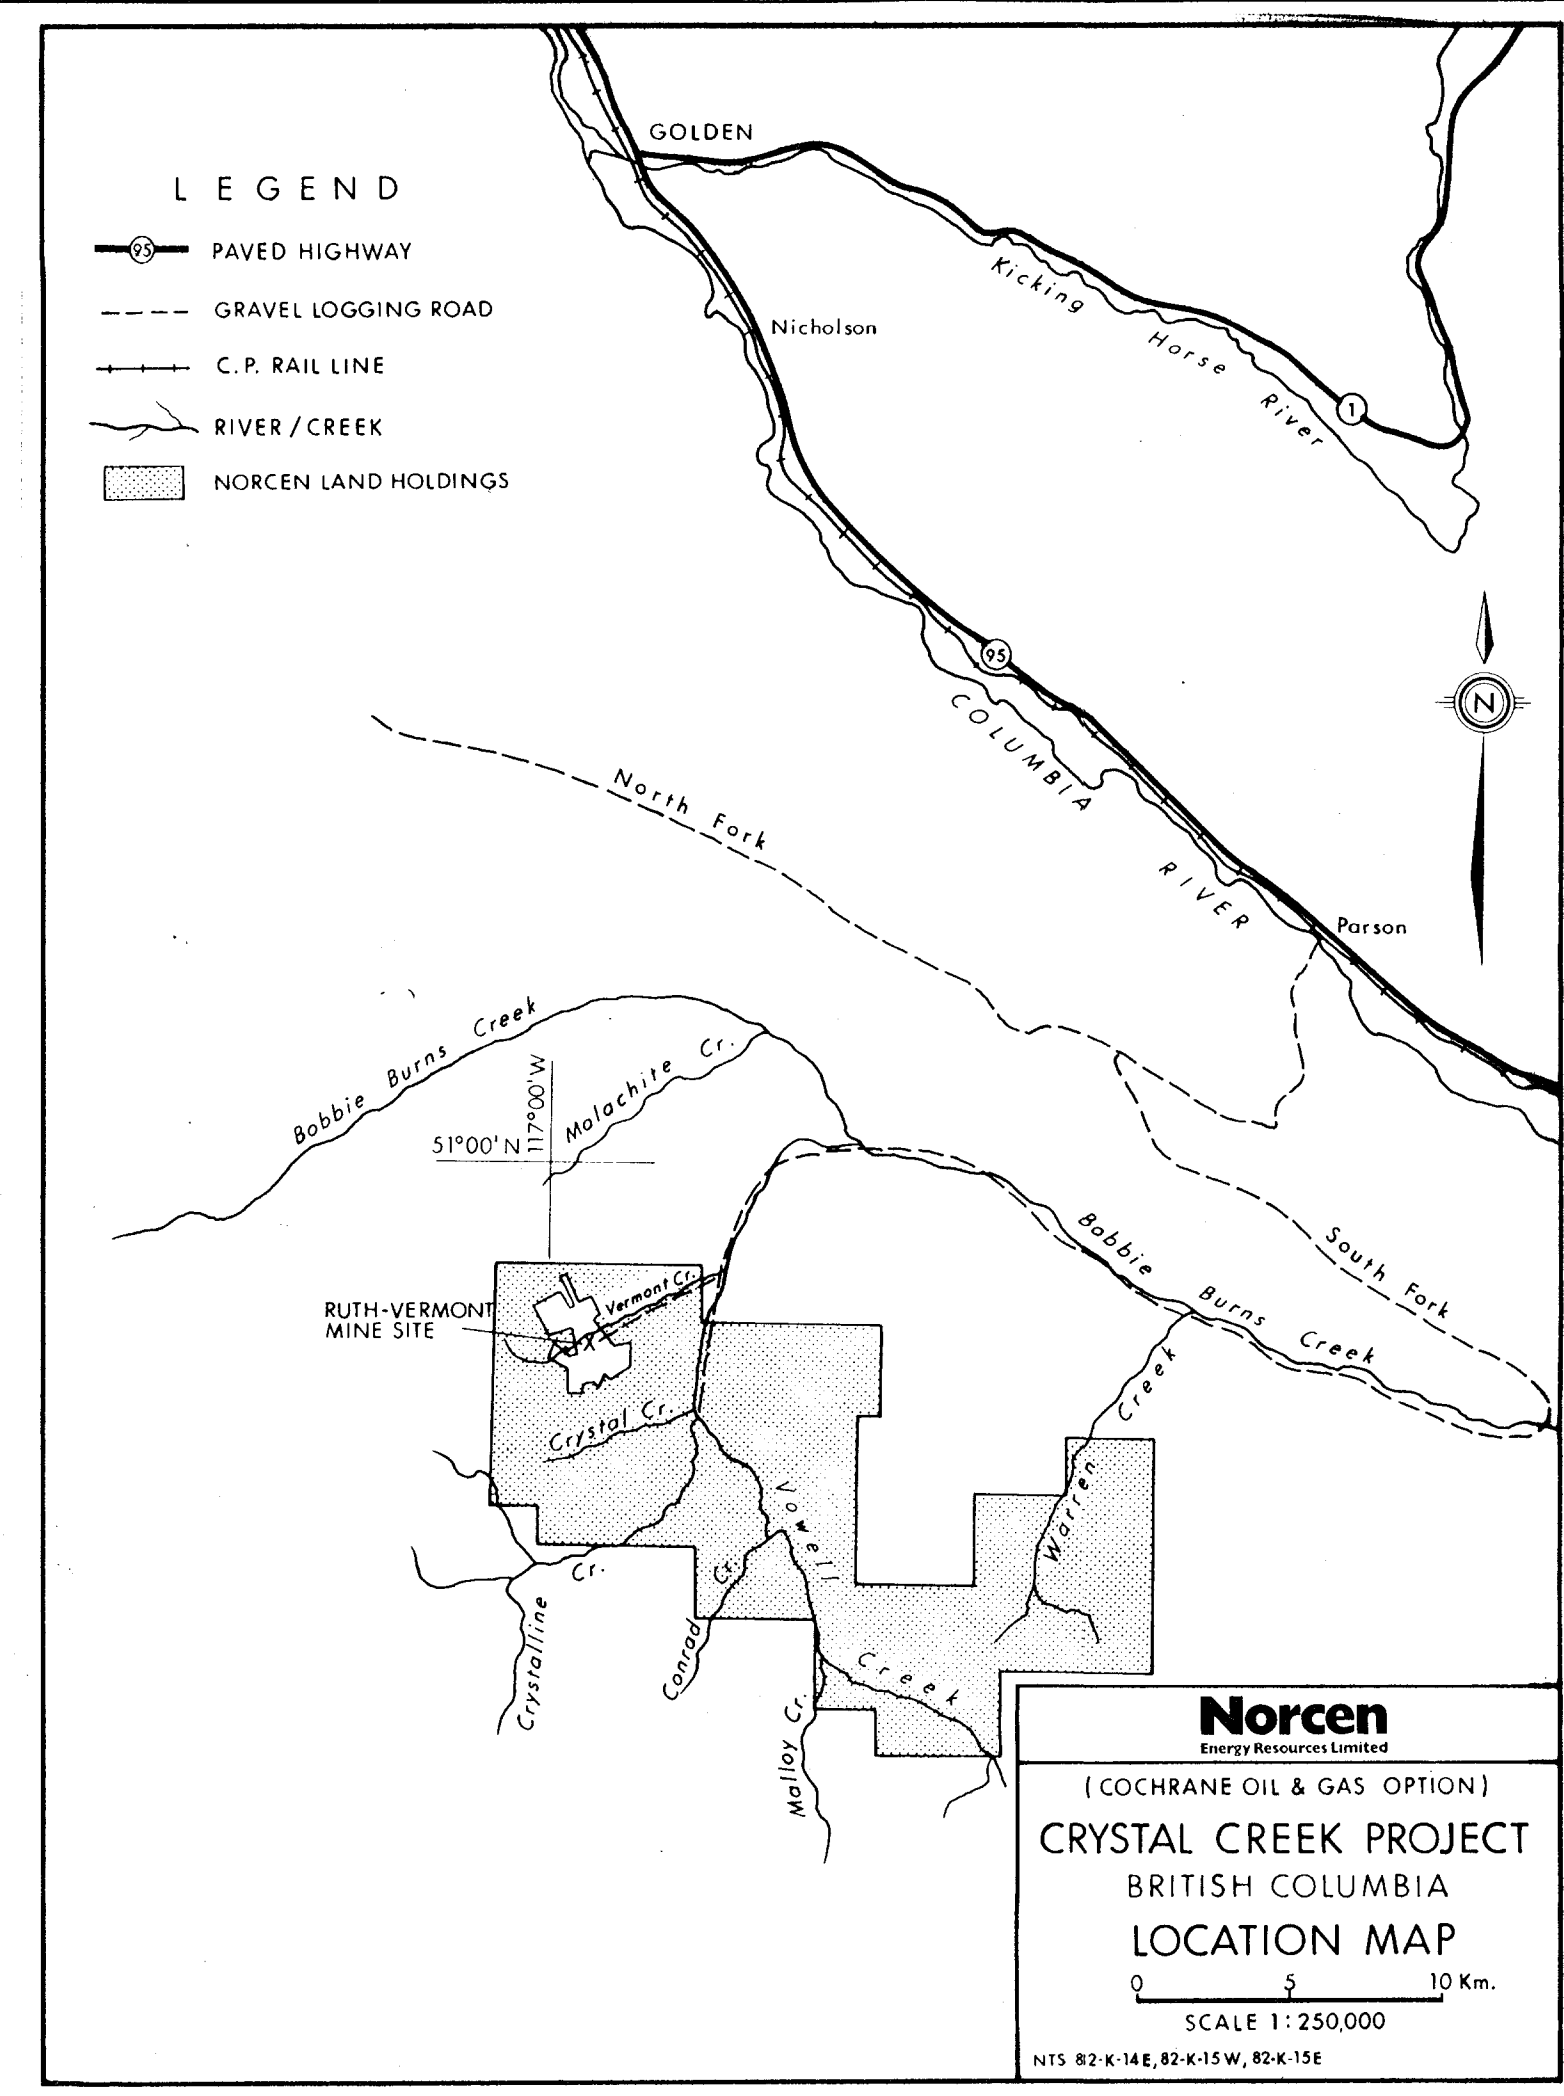 GOLDEN
LEGEND
95 PAVED HIGHWAY
GRAVEL LOGGING ROAD
C.P. RAIL LINE
RIVER / CREEK
NORCEN LAND HOLDINGS
Nicholson
Kicking Horse River
1
95
N
COLUMBIA RIVER
North Fork
Parson
Bobbie Burns Creek
Malachite Cr.
117°00'W
51°00'N
Bobbie Burns Creek
South Fork
Vermont Cr.
RUTH-VERMONT
MINE SITE
Crystal Cr.
Warren Creek
Vowell Creek
Crystalline Cr.
Conrad Cr.
Malloy Cr.
Norcen
Energy Resources Limited
(COCHRANE OIL & GAS OPTION)
CRYSTAL CREEK PROJECT
BRITISH COLUMBIA
LOCATION MAP
0 5 10 Km.
SCALE 1:250,000
NTS 812-K-14E, 82-K-15W, 82-K-15E